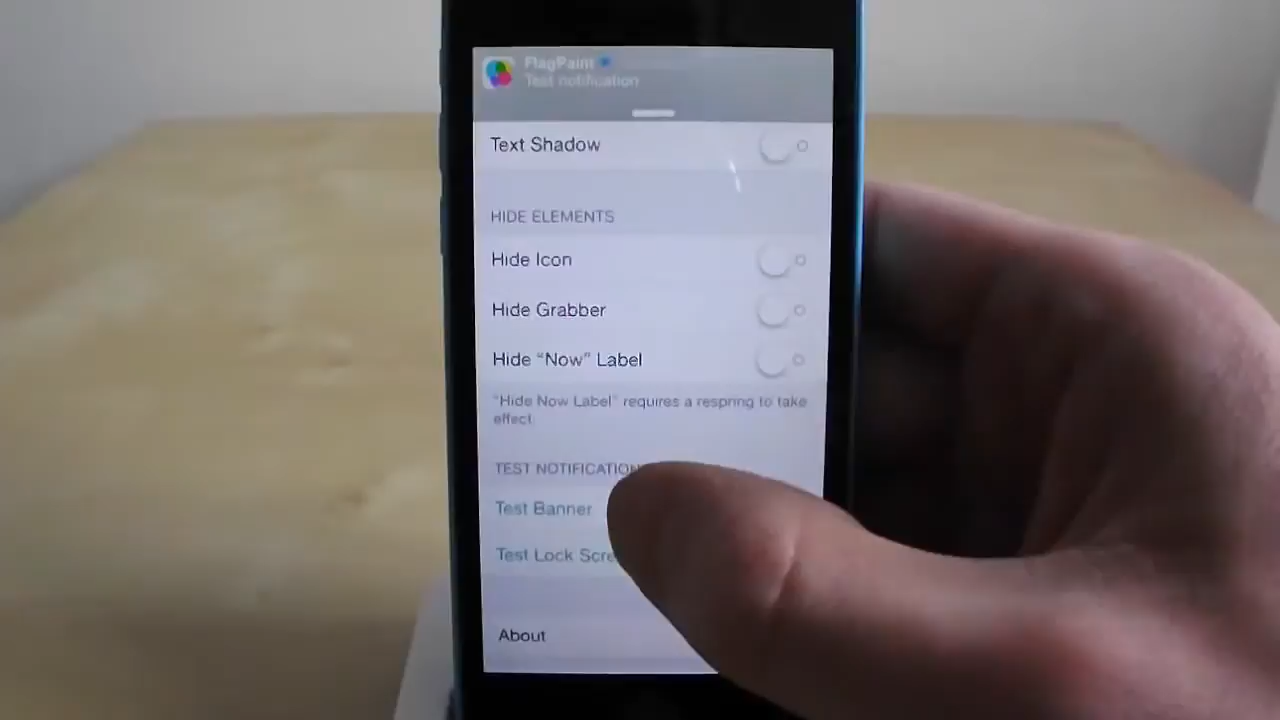 FlagPaint
Test notification
Text Shadow
HIDE ELEMENTS
Hide Icon
Hide Grabber
Hide “Now” Label
“Hide Now Label” requires a respring to take
effect.
TEST NOTIFICATION
Test Banner
Test Lock Scre
About